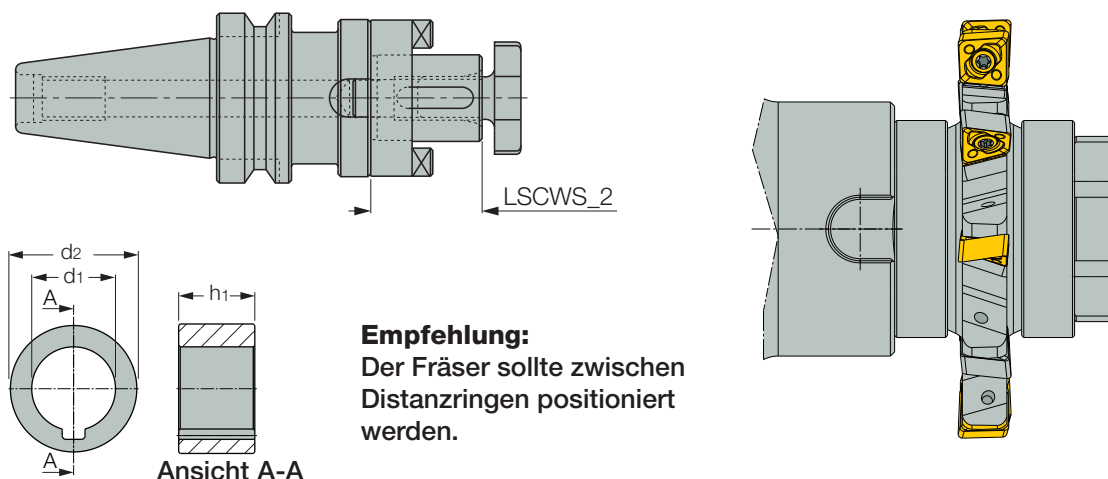 LSCWS_2
d2
d1
A
A
h1
Ansicht A-A
Empfehlung:
Der Fräser sollte zwischen
Distanzringen positioniert
werden.